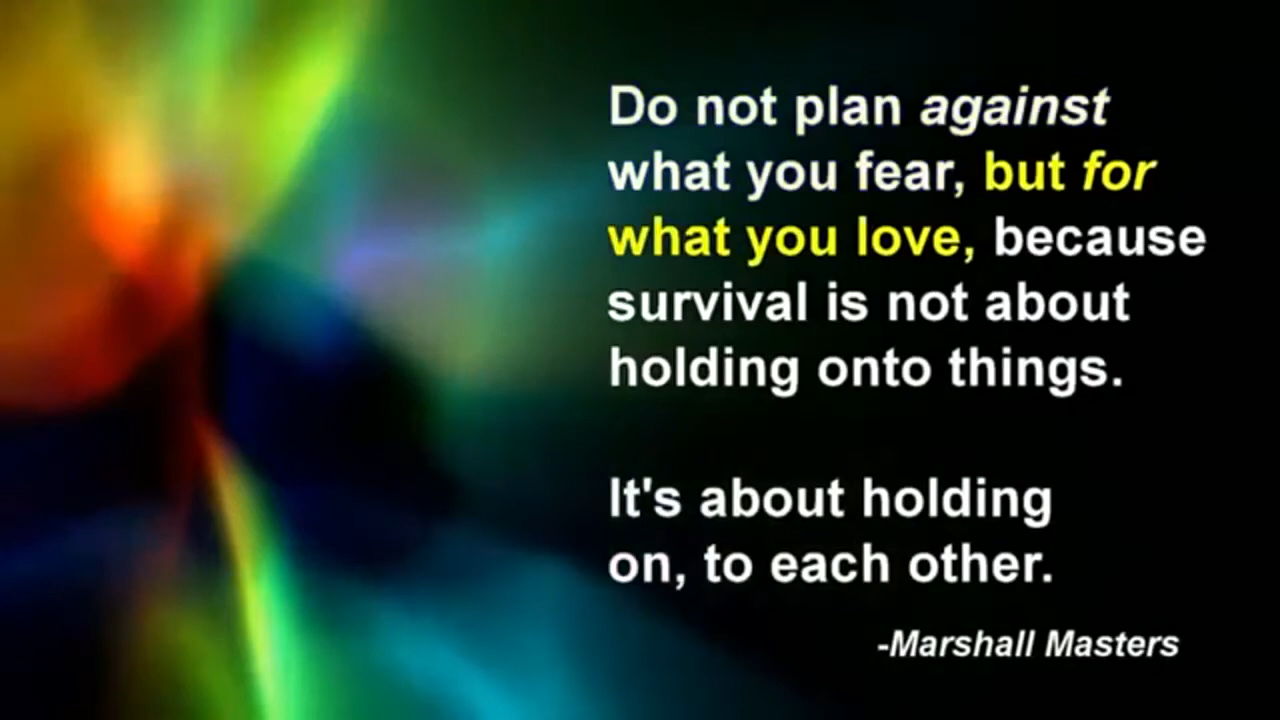 Do not plan against
what you fear, but for
what you love, because
survival is not about
holding onto things.
It's about holding
on, to each other.
-Marshall Masters